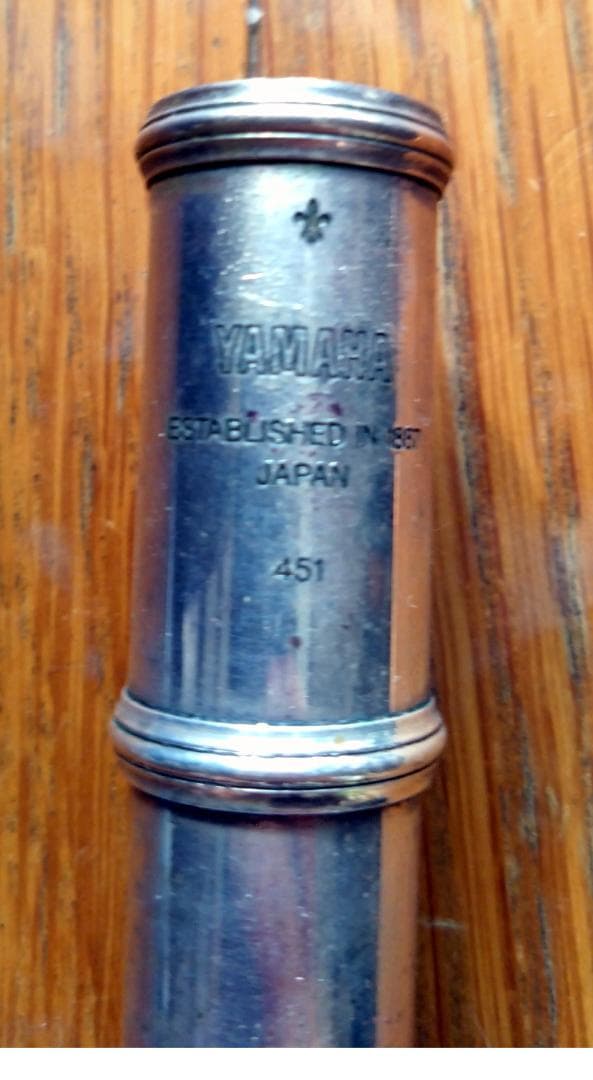 YAMAHA
ESTABLISHED IN 1887
JAPAN
451